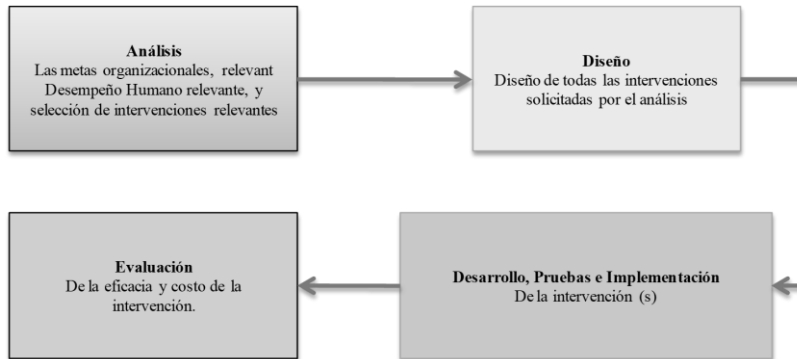 Análisis
Las metas organizacionales, relevant
Desempeño Humano relevante, y
selección de intervenciones relevantes
Diseño
Diseño de todas las intervenciones
solicitadas por el análisis
Evaluación
De la eficacia y costo de la
intervención.
Desarrollo, Pruebas e Implementación
De la intervención (s)